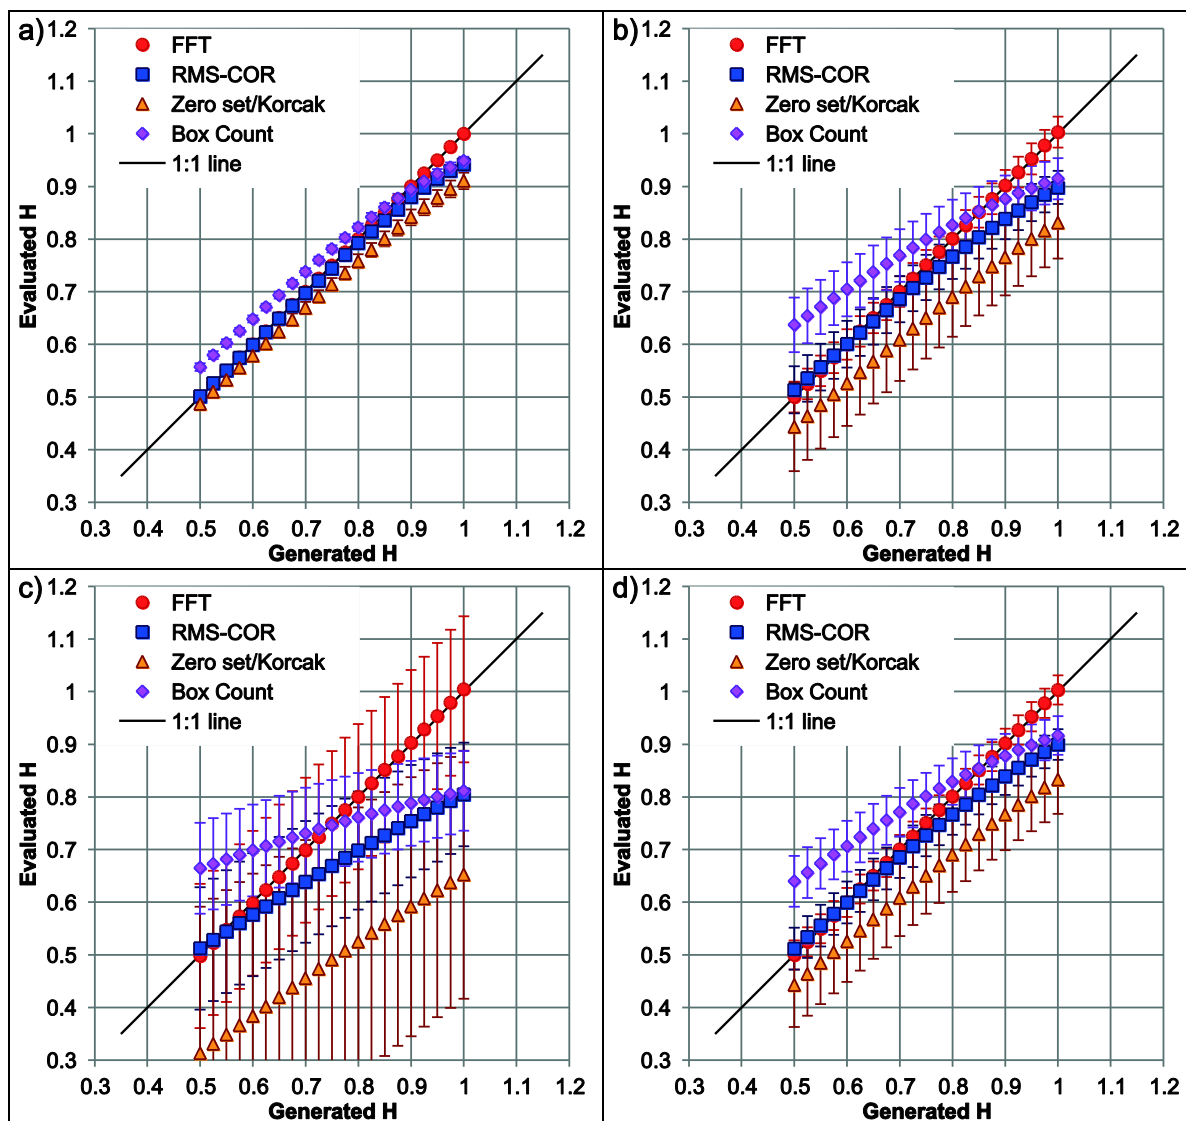 a)
FFT
RMS-COR
Zero set/Korcak
Box Count
1:1 line
1.2
1.1
1
0.9
0.8
0.7
0.6
0.5
0.4
0.3
Evaluated H
0.3 0.4 0.5 0.6 0.7 0.8 0.9 1 1.1 1.2
Generated H
b)
FFT
RMS-COR
Zero set/Korcak
Box Count
1:1 line
1.2
1.1
1
0.9
0.8
0.7
0.6
0.5
0.4
0.3
Evaluated H
0.3 0.4 0.5 0.6 0.7 0.8 0.9 1 1.1 1.2
Generated H
c)
FFT
RMS-COR
Zero set/Korcak
Box Count
1:1 line
1.2
1.1
1
0.9
0.8
0.7
0.6
0.5
0.4
0.3
Evaluated H
0.3 0.4 0.5 0.6 0.7 0.8 0.9 1 1.1 1.2
Generated H
d)
FFT
RMS-COR
Zero set/Korcak
Box Count
1:1 line
1.2
1.1
1
0.9
0.8
0.7
0.6
0.5
0.4
0.3
Evaluated H
0.3 0.4 0.5 0.6 0.7 0.8 0.9 1 1.1 1.2
Generated H